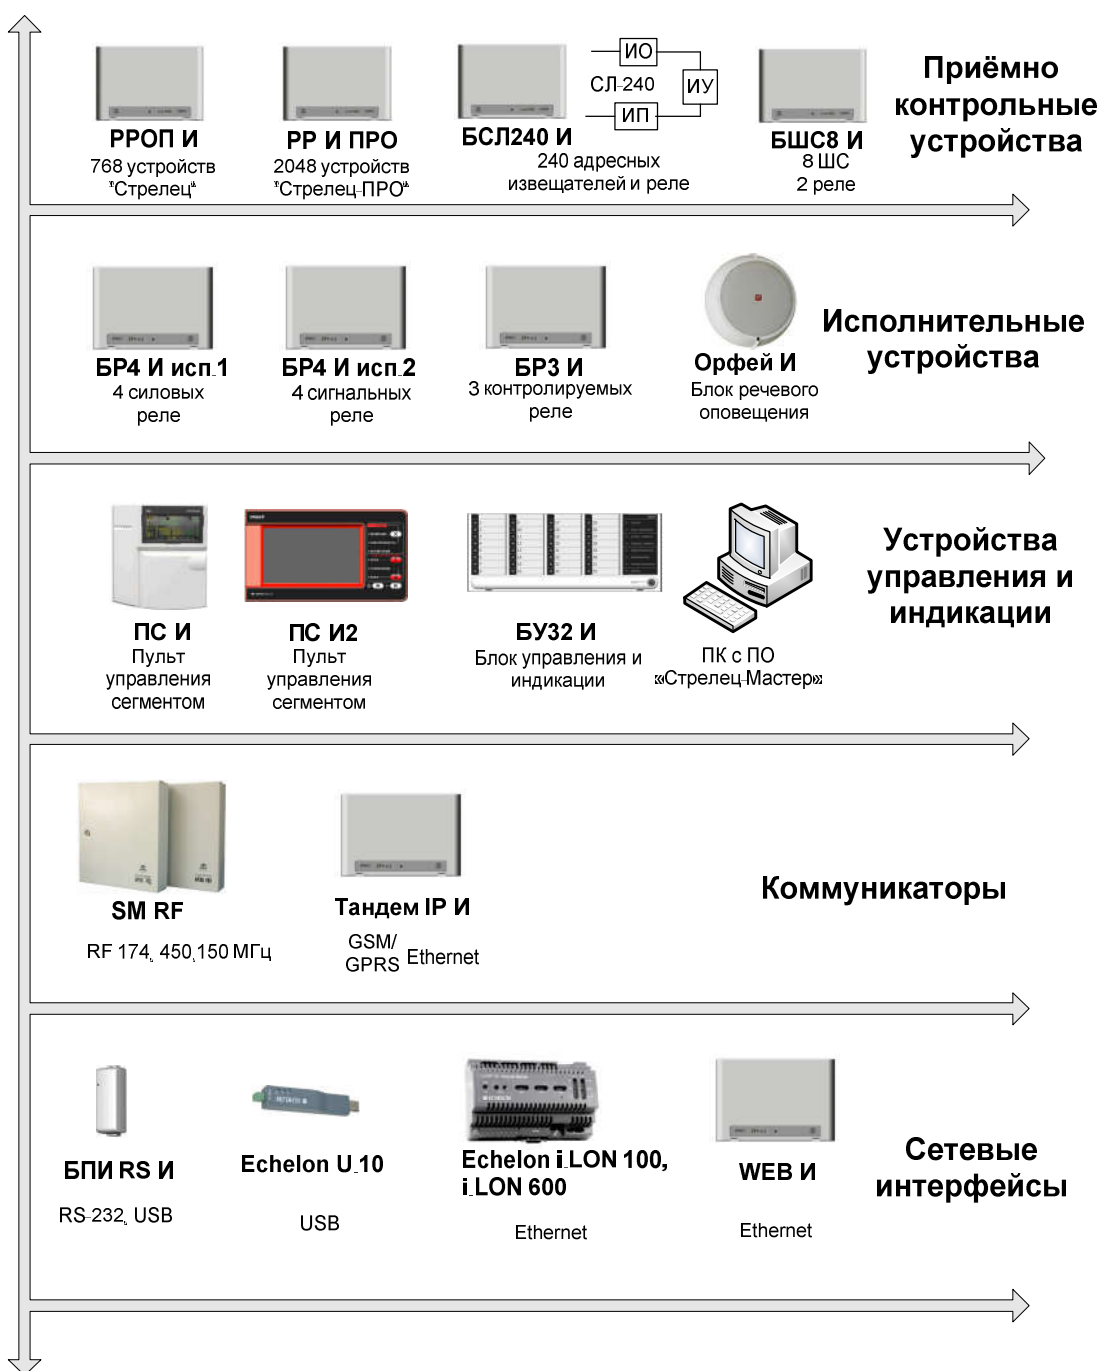 ИО
СЛ-240
ИУ
ИП
Приёмно
контрольные
устройства
РРОП И
768 устройств
"Стрелец"
РР И ПРО
2048 устройств
"Стрелец-ПРО"
БСЛ240 И
240 адресных
извещателей и реле
БШС8 И
8 ШС
2 реле
БР4 И исп.1
4 силовых
реле
БР4 И исп.2
4 сигнальных
реле
БР3 И
3 контролируемых
реле
Орфей И
Блок речевого
оповещения
Исполнительные
устройства
ПС И
Пульт
управления
сегментом
ПС И2
Пульт
управления
сегментом
БУ32 И
Блок управления и
индикации
ПК с ПО
«Стрелец-Мастер»
Устройства
управления и
индикации
SM RF
RF 174, 450,150 МГц
Тандем IP И
GSM/
GPRS
Ethernet
Коммуникаторы
БПИ RS И
RS-232, USB
Echelon U.10
USB
Echelon i.LON 100,
i.LON 600
Ethernet
WEB И
Ethernet
Сетевые
интерфейсы